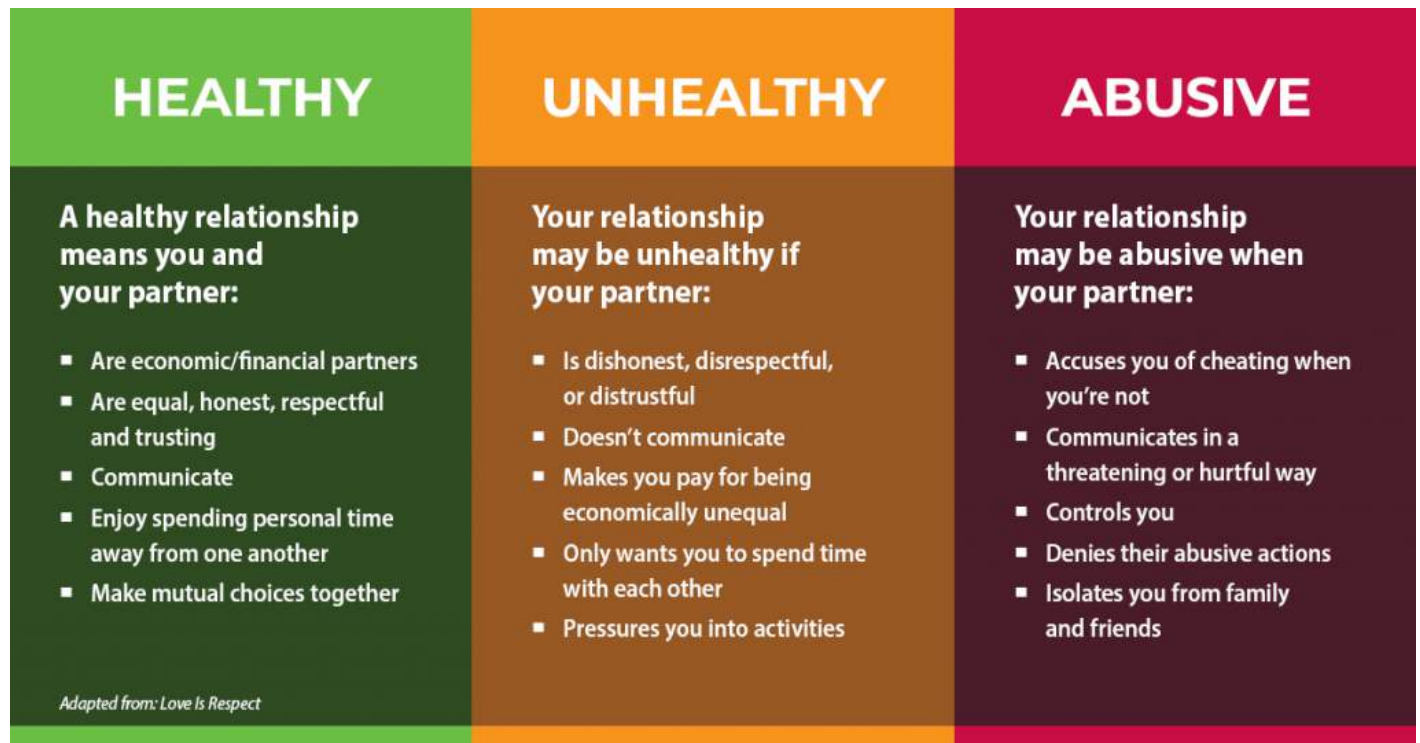 HEALTHY
A healthy relationship
means you and
your partner:
▪ Are economic/financial partners
▪ Are equal, honest, respectful
and trusting
▪ Communicate
▪ Enjoy spending personal time
away from one another
▪ Make mutual choices together
Adapted from: Love Is Respect
UNHEALTHY
Your relationship
may be unhealthy if
your partner:
▪ Is dishonest, disrespectful,
or distrustful
▪ Doesn’t communicate
▪ Makes you pay for being
economically unequal
▪ Only wants you to spend time
with each other
▪ Pressures you into activities
ABUSIVE
Your relationship
may be abusive when
your partner:
▪ Accuses you of cheating when
you’re not
▪ Communicates in a
threatening or hurtful way
▪ Controls you
▪ Denies their abusive actions
▪ Isolates you from family
and friends